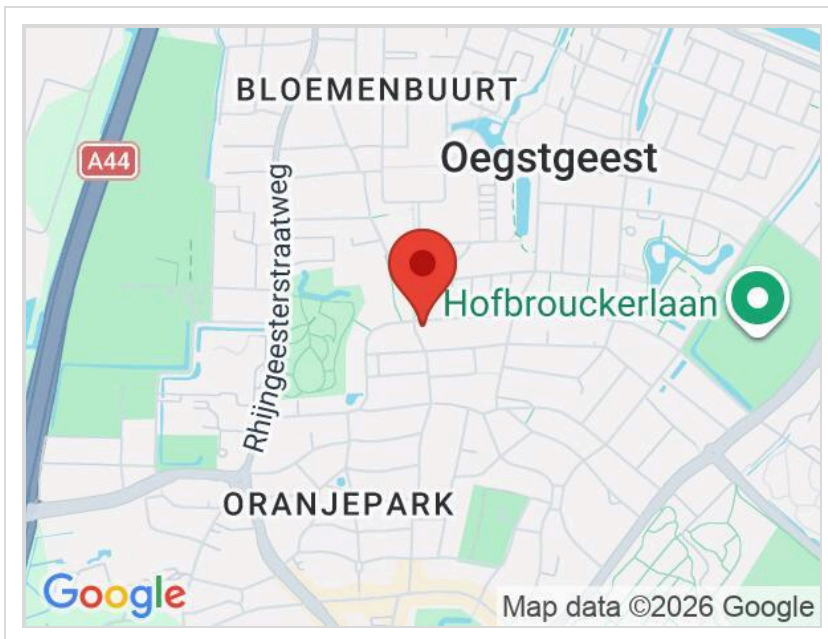 BLOEMENBUURT
A44
Oegstgeest
Rhijngeesterstraatweg
Hofbrouckerlaan
ORANJEPARK
Google
Map data ©2026 Google